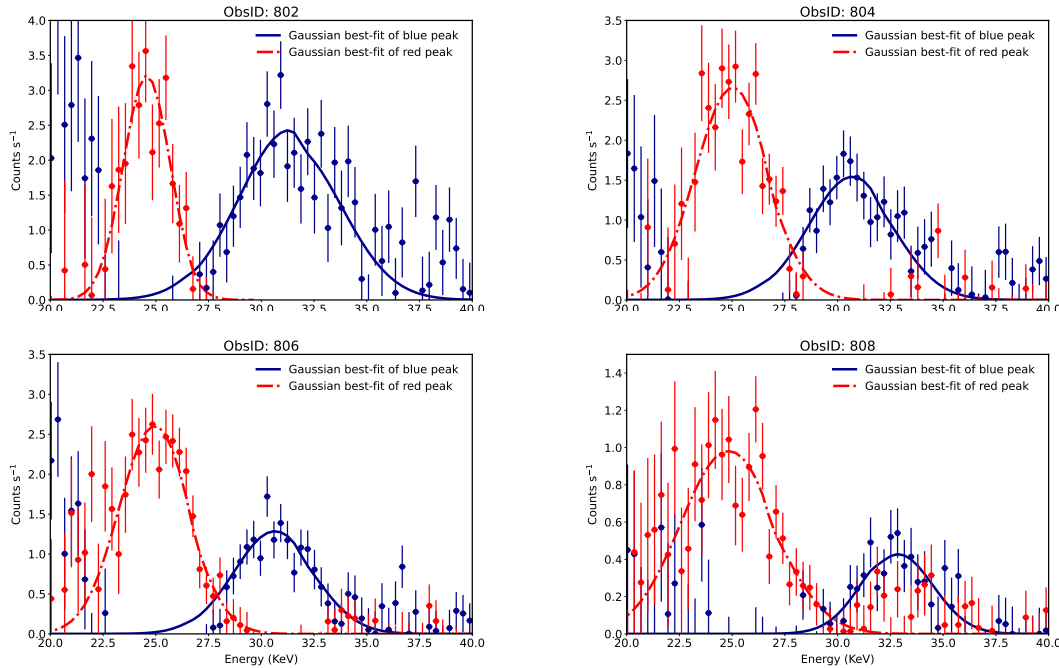 ObsID: 802
Counts s⁻¹
4.0
3.5
3.0
2.5
2.0
1.5
1.0
0.5
0.0
Gaussian best-fit of blue peak
Gaussian best-fit of red peak
20.0 22.5 25.0 27.5 30.0 32.5 35.0 37.5 40.0
ObsID: 804
Counts s⁻¹
3.5
3.0
2.5
2.0
1.5
1.0
0.5
0.0
Gaussian best-fit of blue peak
Gaussian best-fit of red peak
20.0 22.5 25.0 27.5 30.0 32.5 35.0 37.5 40.0
ObsID: 806
Counts s⁻¹
3.5
3.0
2.5
2.0
1.5
1.0
0.5
0.0
Gaussian best-fit of blue peak
Gaussian best-fit of red peak
20.0 22.5 25.0 27.5 30.0 32.5 35.0 37.5 40.0
Energy (KeV)
ObsID: 808
Counts s⁻¹
1.4
1.2
1.0
0.8
0.6
0.4
0.2
0.0
Gaussian best-fit of blue peak
Gaussian best-fit of red peak
20.0 22.5 25.0 27.5 30.0 32.5 35.0 37.5 40.0
Energy (KeV)